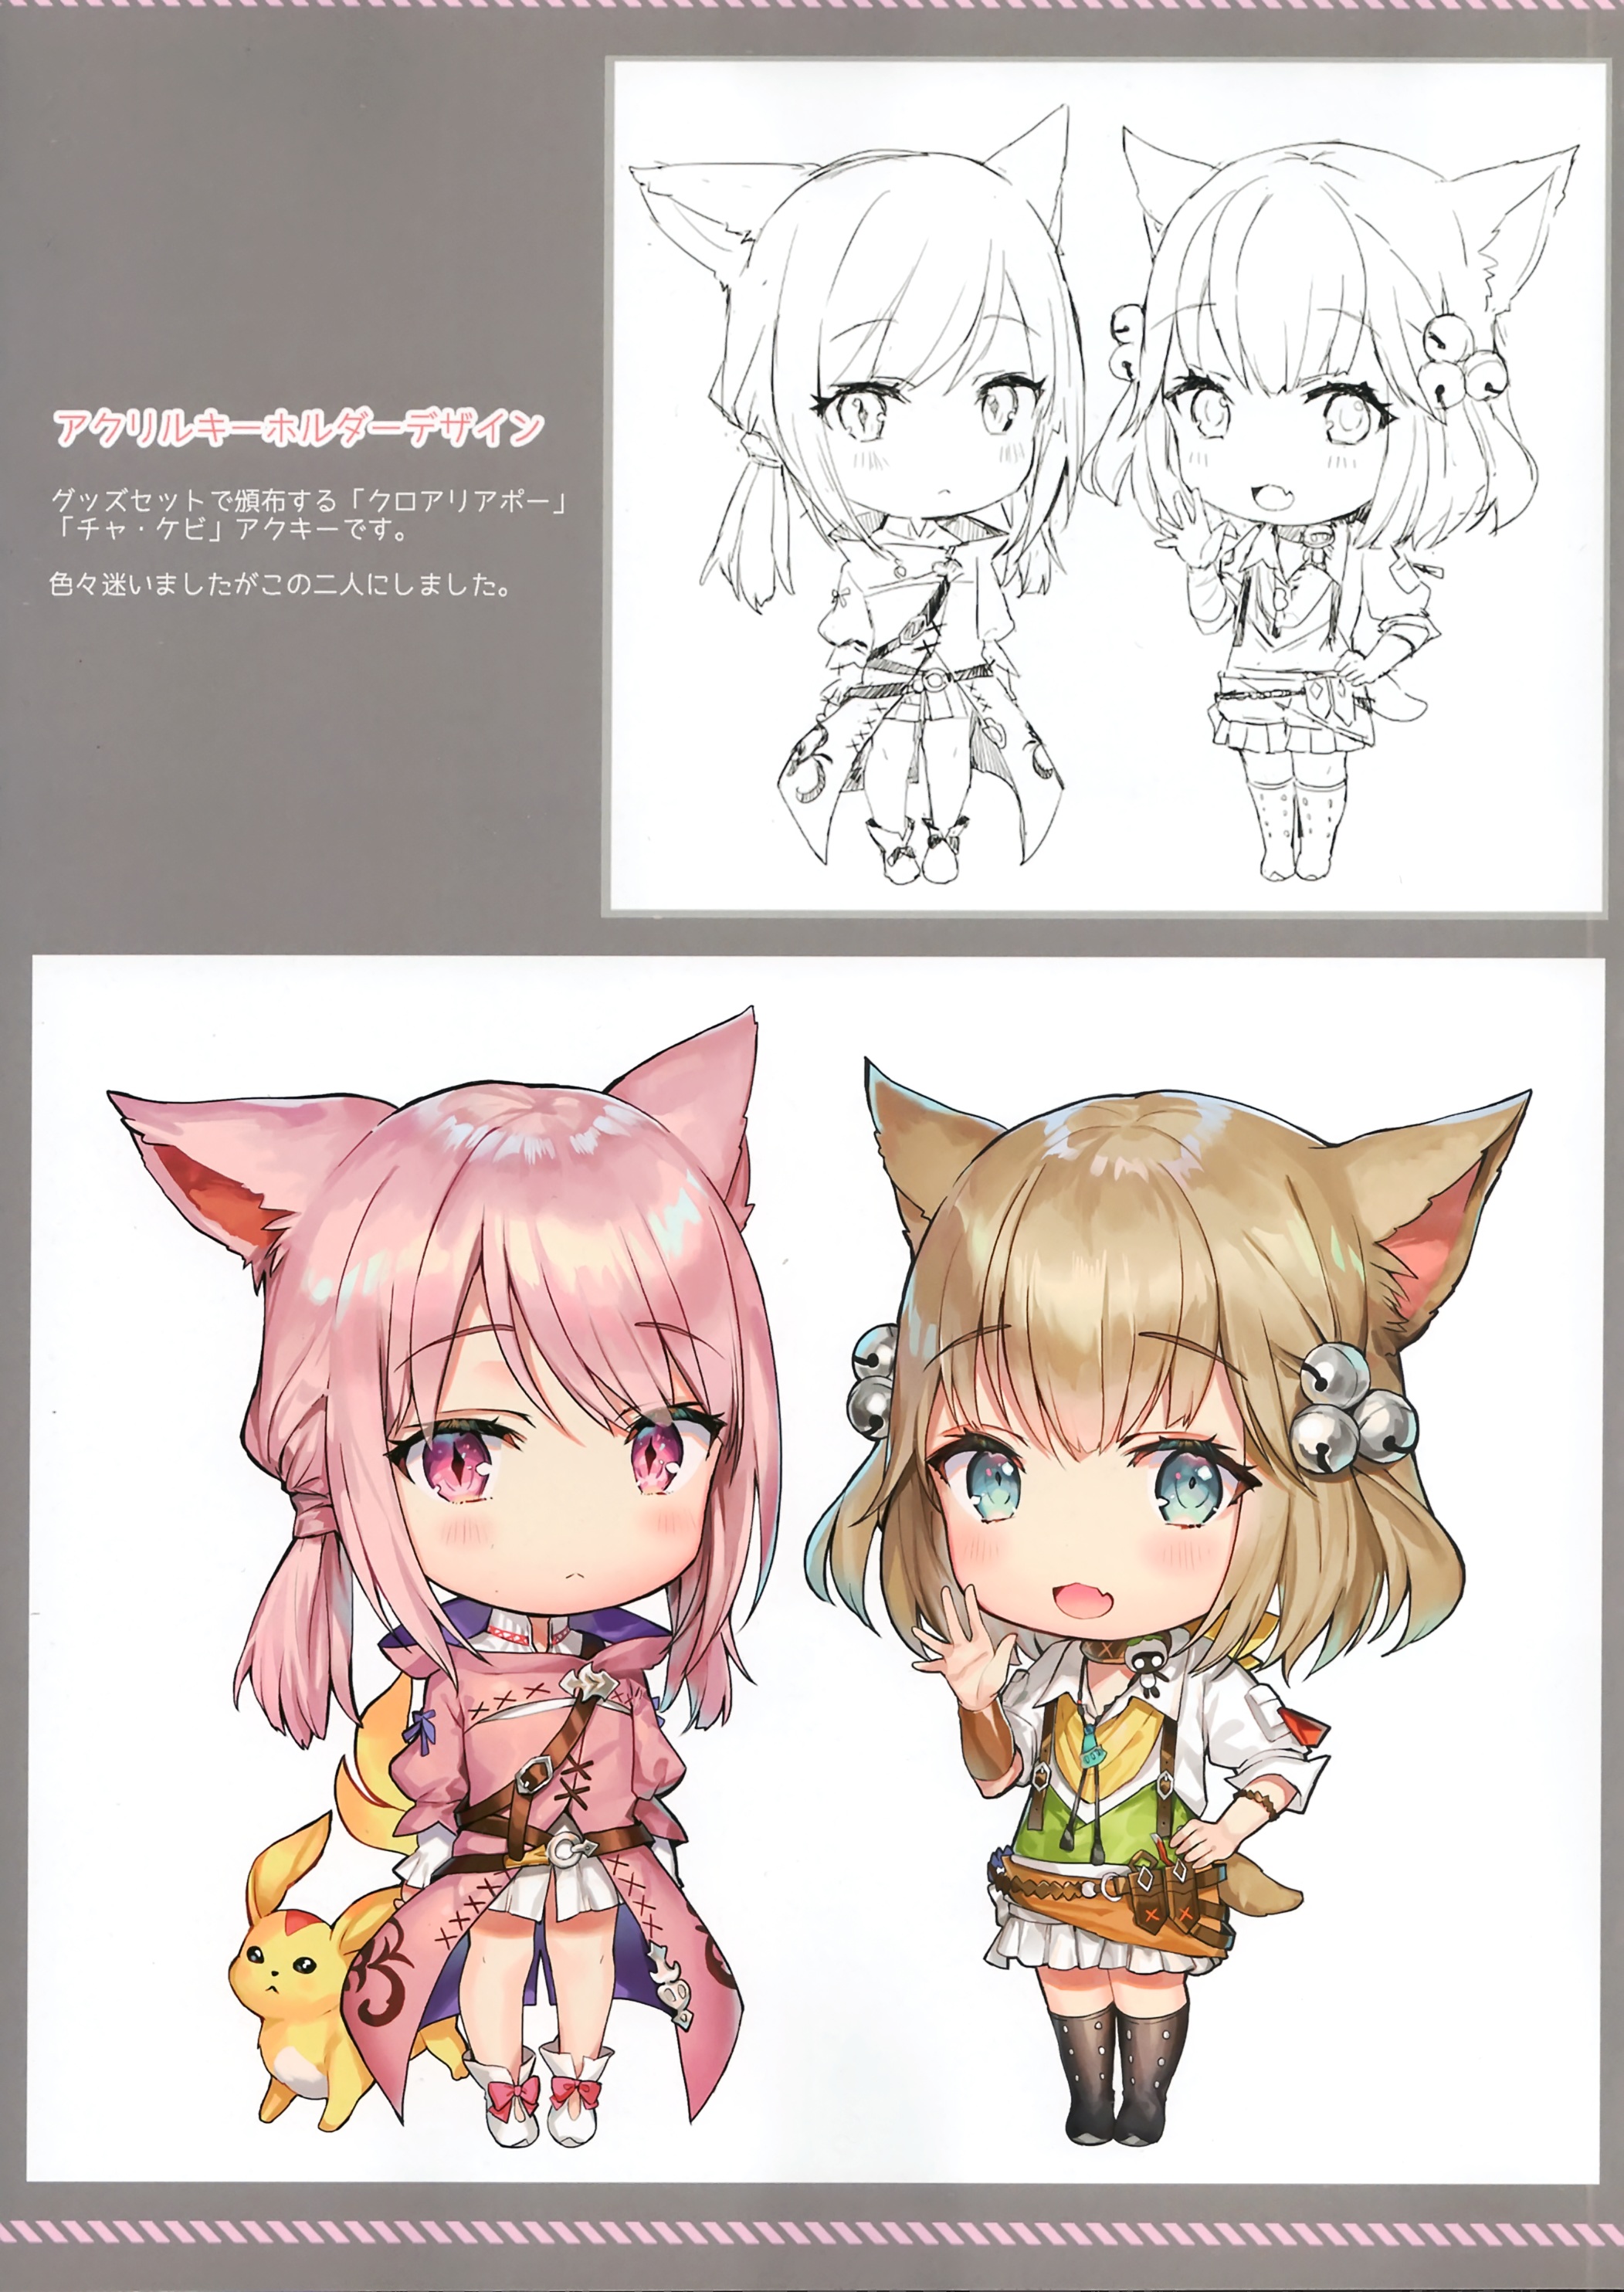 アクリルキーホルダーデザイン
グッズセットで頒布する「クロアリアポー」
「チャ・ケビ」アクキーです。
色々迷いましたがこの二人にしました。